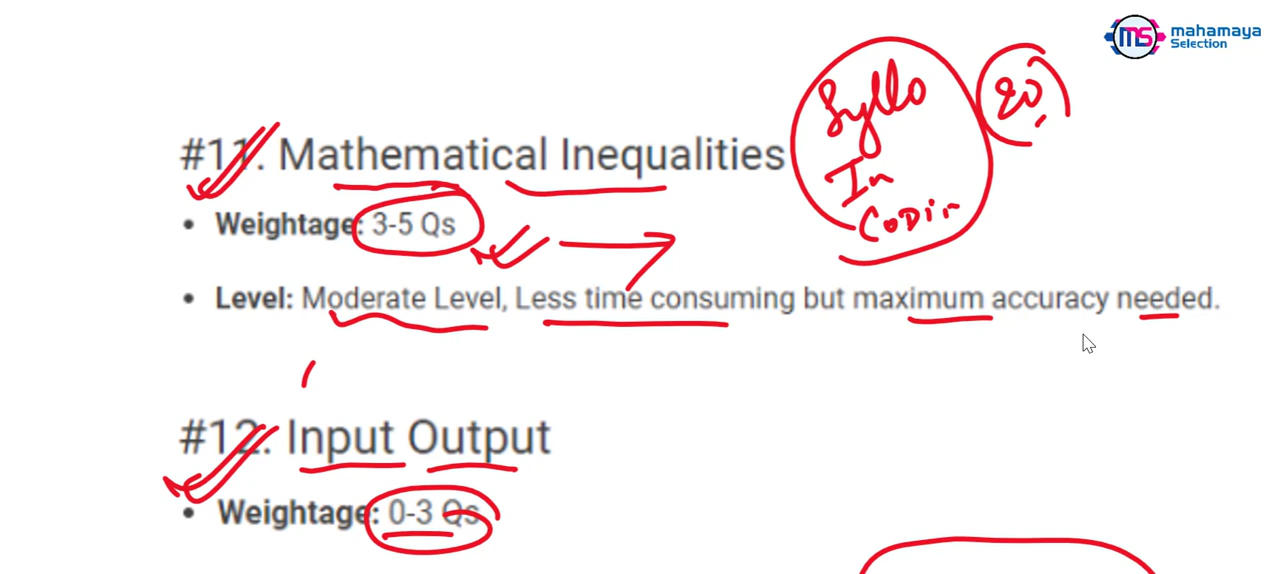 mahamaya
Selection
Syllo
#11. Mathematical Inequalities
In
Weightage: 3-5 Qs
Codin
Level: Moderate Level, Less time consuming but maximum accuracy needed.
#12. Input Output
Weightage: 0-3 Qs